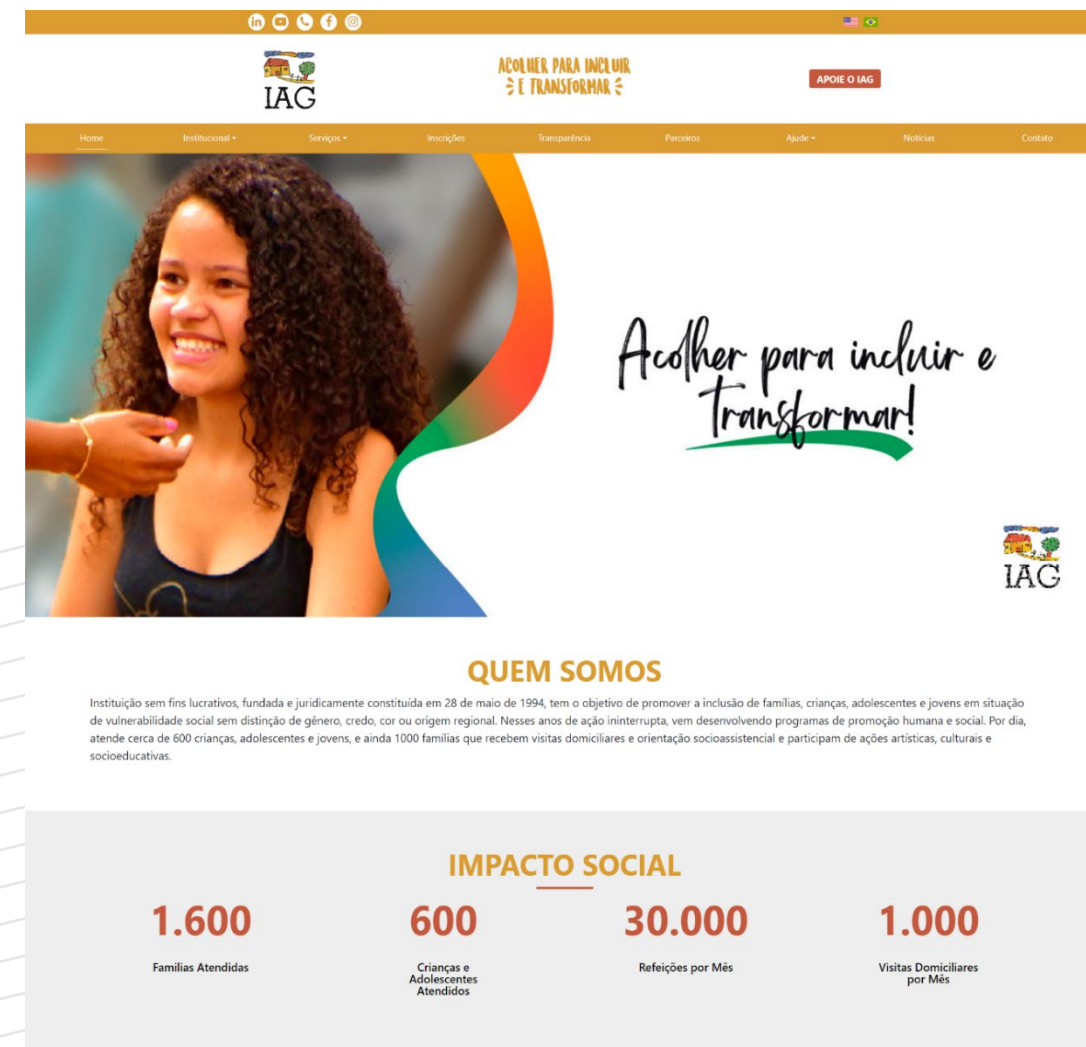 IAG
ACOLHER PARA INCLUIR
E TRANSFORMAR
APOIE O IAG
Home Institucional Serviços Inscrições Transparência Parceiros Ajude Notícias Contato
Acolher para incluir e
Transformar!
IAG
QUEM SOMOS
Instituição sem fins lucrativos, fundada e juridicamente constituída em 28 de maio de 1994, tem o objetivo de promover a inclusão de famílias, crianças, adolescentes e jovens em situação
de vulnerabilidade social sem distinção de gênero, credo, cor ou origem regional. Nesses anos de ação ininterrupta, vem desenvolvendo programas de promoção humana e social. Por dia,
atende cerca de 600 crianças, adolescentes e jovens, e ainda 1000 famílias que recebem visitas domiciliares e orientação socioassistencial e participam de ações artísticas, culturais e
socioeducativas.
IMPACTO SOCIAL
1.600 600 30.000 1.000
Famílias Atendidas
Crianças e
Adolescentes
Atendidos
Refeições por Mês
Visitas Domiciliares
por Mês